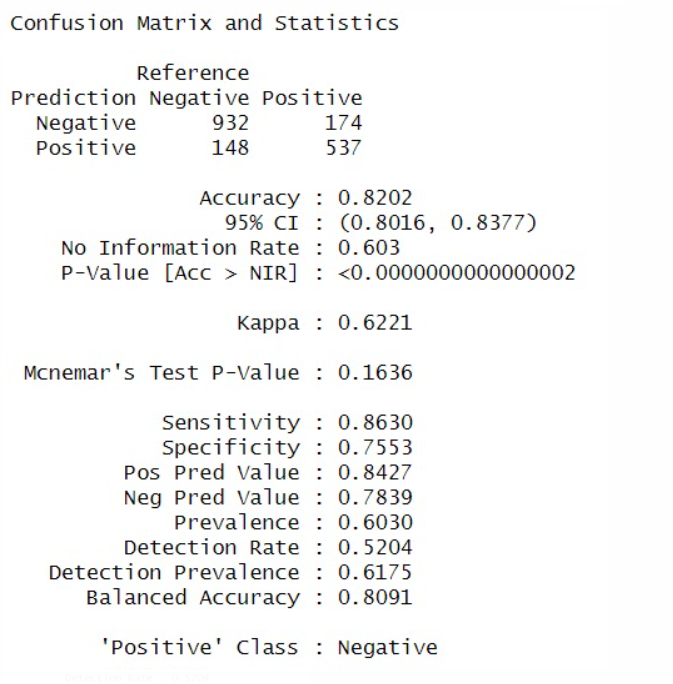 Confusion Matrix and Statistics
Reference
Prediction Negative Positive
Negative 932 174
Positive 148 537
Accuracy : 0.8202
95% CI : (0.8016, 0.8377)
No Information Rate : 0.603
P-Value [Acc > NIR] : <0.0000000000000002
Kappa : 0.6221
Mcnemar's Test P-Value : 0.1636
Sensitivity : 0.8630
Specificity : 0.7553
Pos Pred Value : 0.8427
Neg Pred Value : 0.7839
Prevalence : 0.6030
Detection Rate : 0.5204
Detection Prevalence : 0.6175
Balanced Accuracy : 0.8091
'Positive' Class : Negative